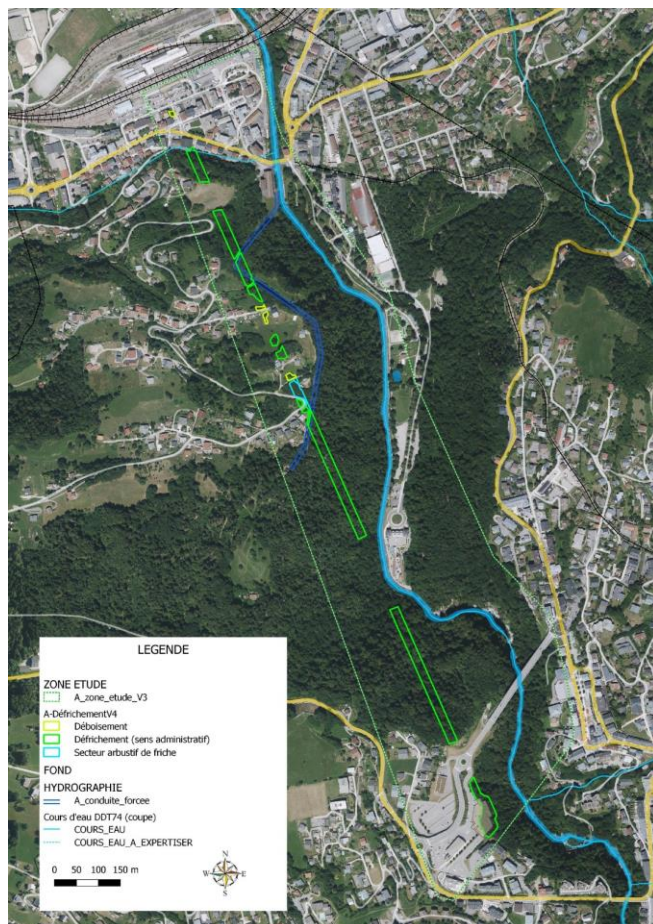 LEGENDE
ZONE ETUDE
A_zone_etude_V3
A-DéfrichementV4
Déboisement
Défrichement (sens administratif)
Secteur arbustif de friche
FOND
HYDROGRAPHIE
A_conduite_forcee
Cours d'eau DDT74 (coupe)
COURS_EAU
COURS_EAU_A_EXPERTISER
0 50 100 150 m
N
W E
S